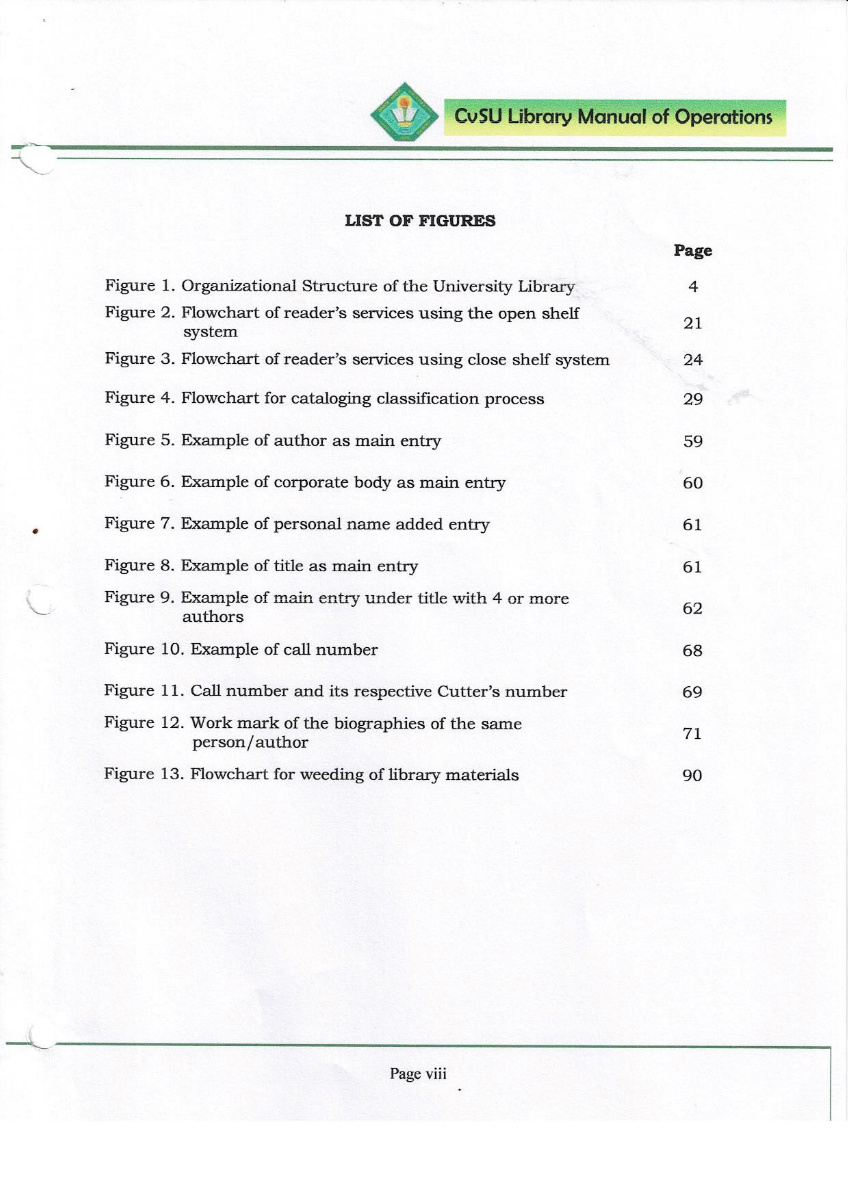 CvSU Library Manual of Operations
LIST OF FIGURES
Page
Figure 1. Organizational Structure of the University Library 4
Figure 2. Flowchart of reader's services using the open shelf
system 21
Figure 3. Flowchart of reader's services using close shelf system 24
Figure 4. Flowchart for cataloging classification process 29
Figure 5. Example of author as main entry 59
Figure 6. Example of corporate body as main entry 60
Figure 7. Example of personal name added entry 61
Figure 8. Example of title as main entry 61
Figure 9. Example of main entry under title with 4 or more
authors 62
Figure 10. Example of call number 68
Figure 11. Call number and its respective Cutter's number 69
Figure 12. Work mark of the biographies of the same
person/author 71
Figure 13. Flowchart for weeding of library materials 90
Page viii